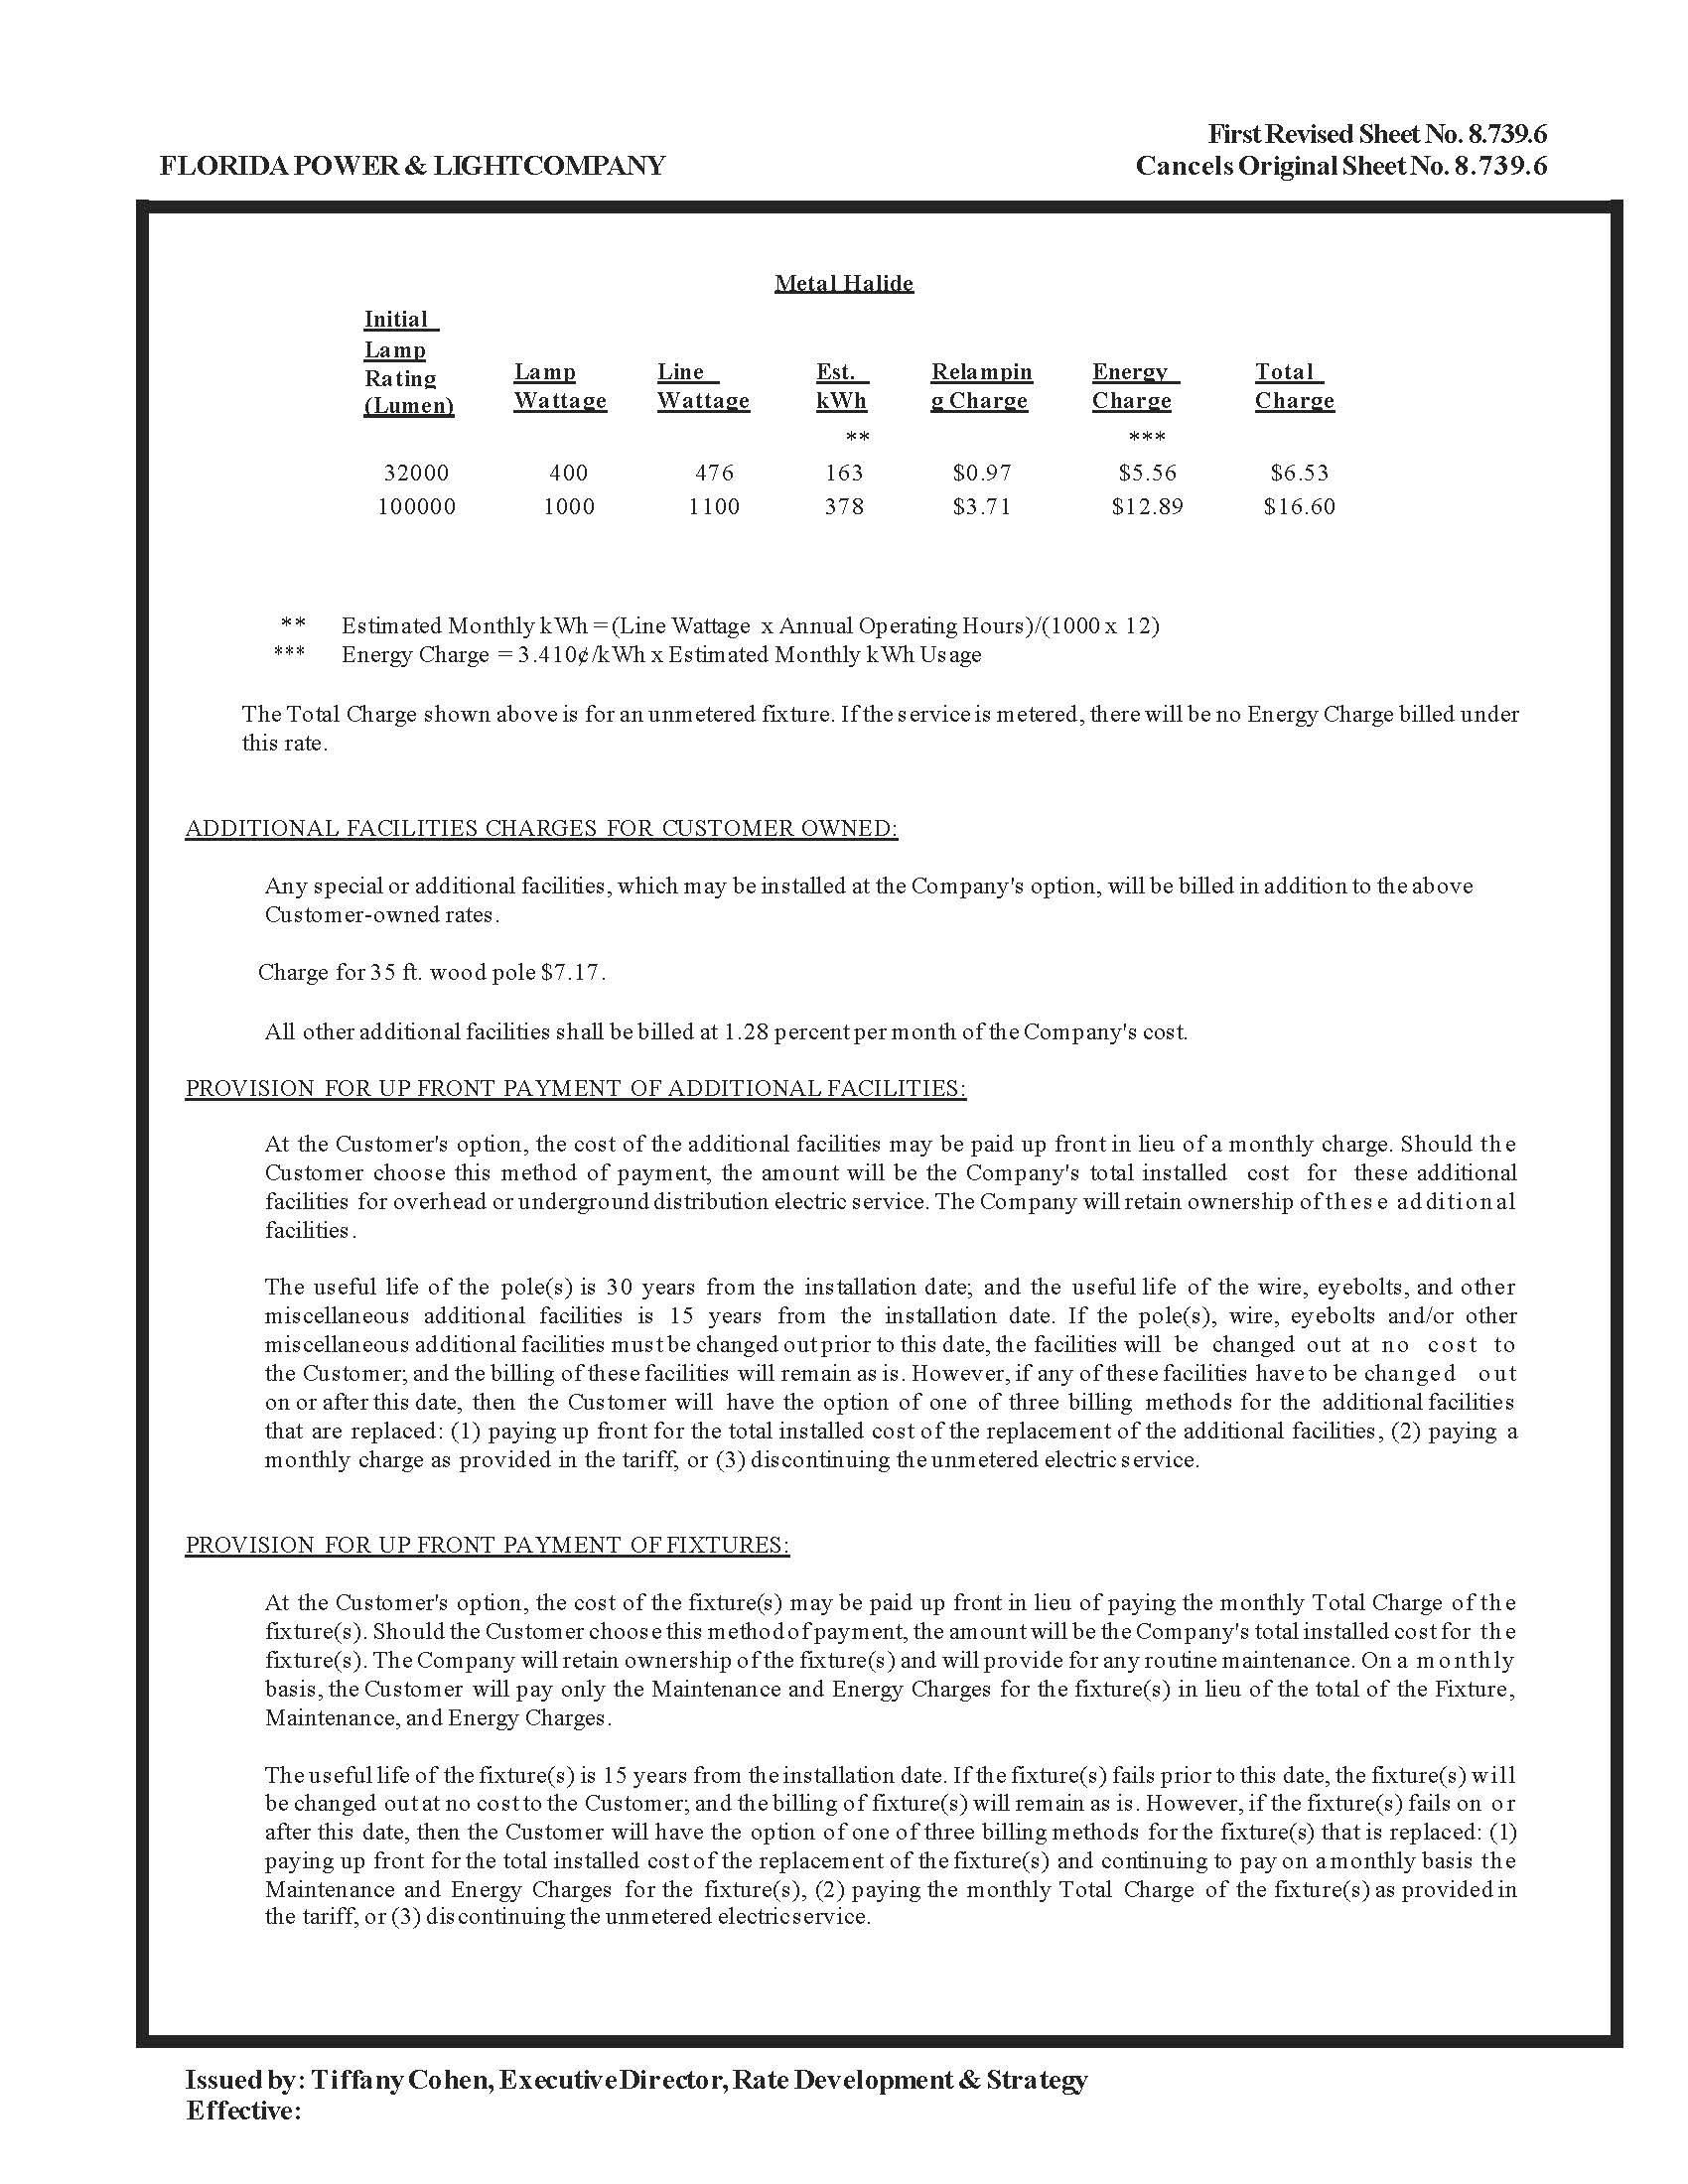 First Revised Sheet No. 8.739.6
FLORIDA POWER & LIGHT COMPANY
Cancels Original Sheet No. 8.739.6
Metal Halide
Initial
Lamp
Rating
(Lumen)
Lamp
Wattage
Line
Wattage
Est.
kWh
**
Relampin
g Charge
Energy
Charge
***
Total
Charge
32000 400 476 163 $0.97 $5.56 $6.53
100000 1000 1100 378 $3.71 $12.89 $16.60
** Estimated Monthly kWh = (Line Wattage x Annual Operating Hours)/(1000 x 12)
*** Energy Charge = 3.410¢/kWh x Estimated Monthly kWh Usage
The Total Charge shown above is for an unmetered fixture. If the service is metered, there will be no Energy Charge billed under
this rate.
ADDITIONAL FACILITIES CHARGES FOR CUSTOMER OWNED:
Any special or additional facilities, which may be installed at the Company's option, will be billed in addition to the above
Customer-owned rates.
Charge for 35 ft. wood pole $7.17.
All other additional facilities shall be billed at 1.28 percent per month of the Company's cost.
PROVISION FOR UP FRONT PAYMENT OF ADDITIONAL FACILITIES:
At the Customer's option, the cost of the additional facilities may be paid up front in lieu of a monthly charge. Should the
Customer choose this method of payment, the amount will be the Company's total installed cost for these additional
facilities for overhead or underground distribution electric service. The Company will retain ownership of these additional
facilities.
The useful life of the pole(s) is 30 years from the installation date; and the useful life of the wire, eyebolts, and other
miscellaneous additional facilities is 15 years from the installation date. If the pole(s), wire, eyebolts and/or other
miscellaneous additional facilities must be changed out prior to this date, the facilities will be changed out at no cost to
the Customer; and the billing of these facilities will remain as is. However, if any of these facilities have to be changed out
on or after this date, then the Customer will have the option of one of three billing methods for the additional facilities
that are replaced: (1) paying up front for the total installed cost of the replacement of the additional facilities, (2) paying a
monthly charge as provided in the tariff, or (3) discontinuing the unmetered electric service.
PROVISION FOR UP FRONT PAYMENT OF FIXTURES:
At the Customer's option, the cost of the fixture(s) may be paid up front in lieu of paying the monthly Total Charge of the
fixture(s). Should the Customer choose this method of payment, the amount will be the Company's total installed cost for the
fixture(s). The Company will retain ownership of the fixture(s) and will provide for any routine maintenance. On a monthly
basis, the Customer will pay only the Maintenance and Energy Charges for the fixture(s) in lieu of the total of the Fixture,
Maintenance, and Energy Charges.
The useful life of the fixture(s) is 15 years from the installation date. If the fixture(s) fails prior to this date, the fixture(s) will
be changed out at no cost to the Customer; and the billing of fixture(s) will remain as is. However, if the fixture(s) fails on or
after this date, then the Customer will have the option of one of three billing methods for the fixture(s) that is replaced: (1)
paying up front for the total installed cost of the replacement of the fixture(s) and continuing to pay on a monthly basis the
Maintenance and Energy Charges for the fixture(s), (2) paying the monthly Total Charge of the fixture(s) as provided in
the tariff, or (3) discontinuing the unmetered electric service.
Issued by: Tiffany Cohen, Executive Director, Rate Development & Strategy
Effective: